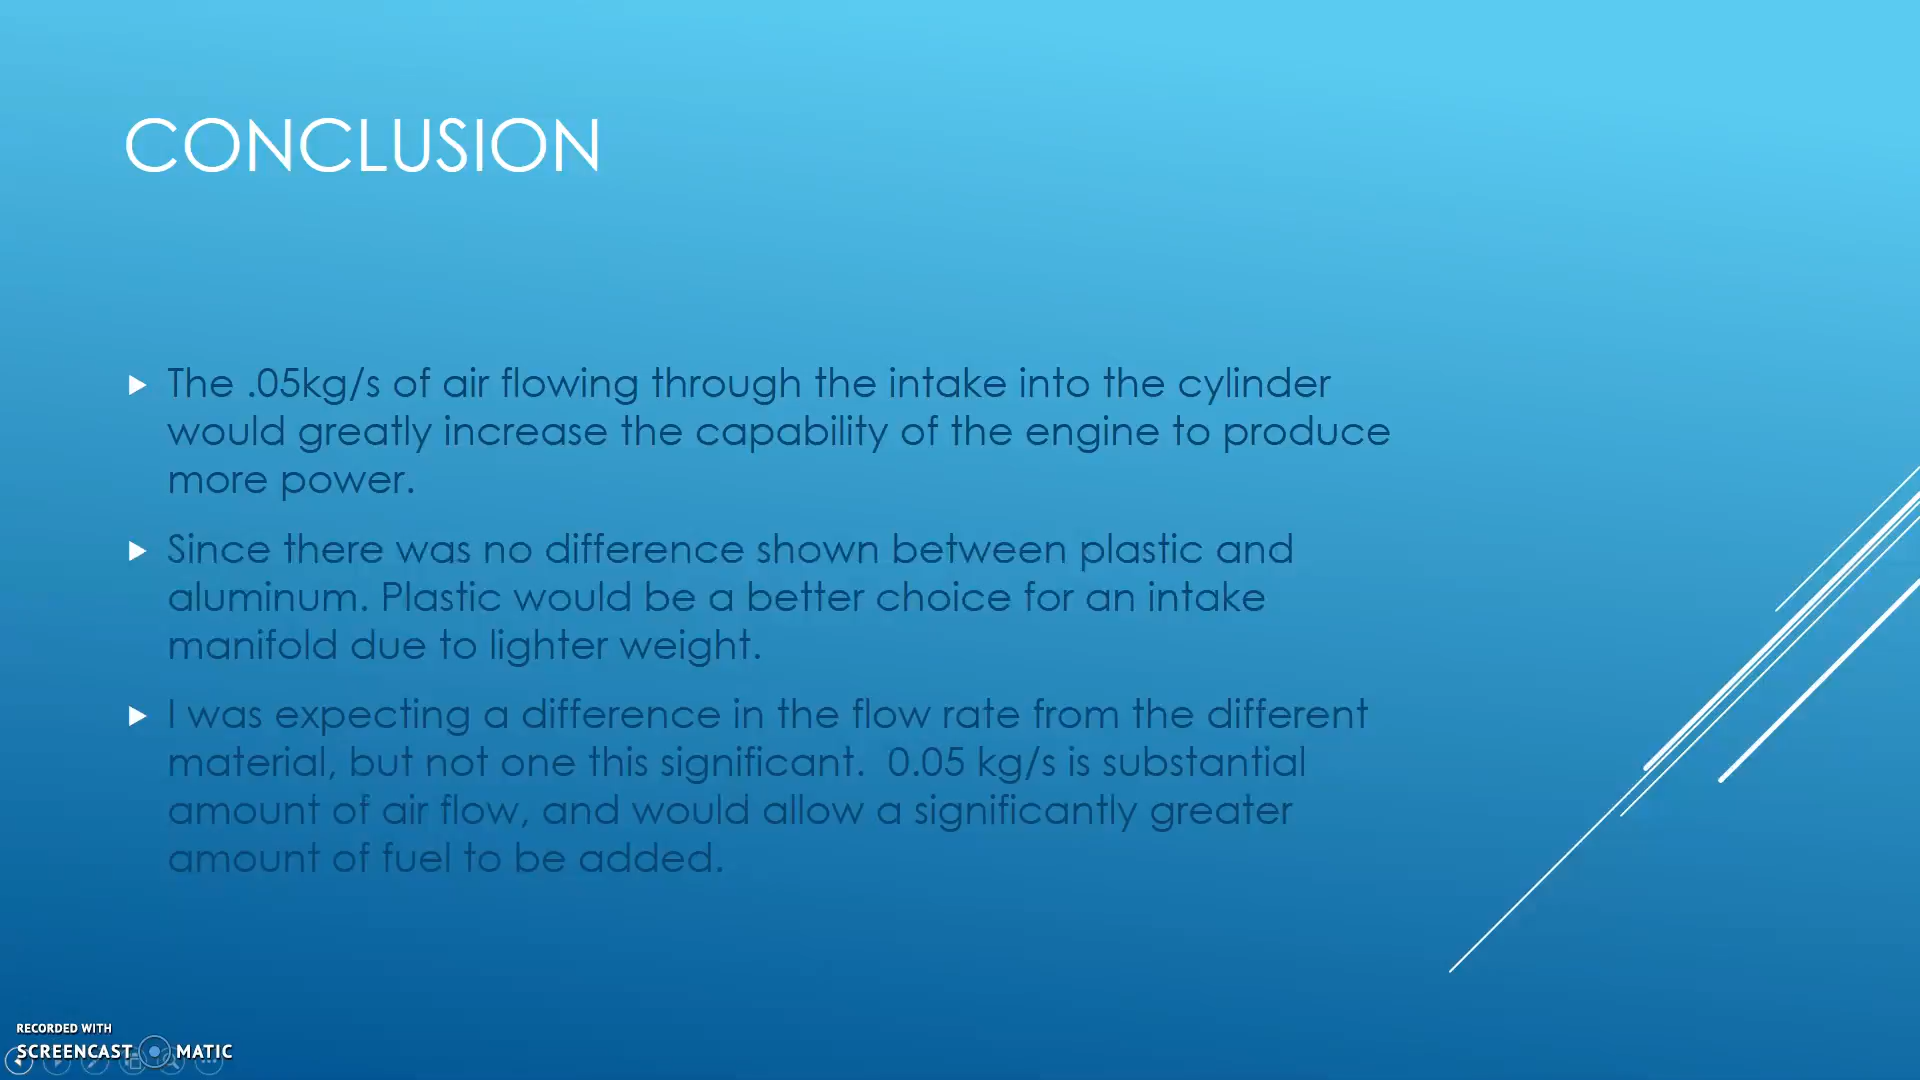 CONCLUSION
The .05kg/s of air flowing through the intake into the cylinder
would greatly increase the capability of the engine to produce
more power.
Since there was no difference shown between plastic and
aluminum. Plastic would be a better choice for an intake
manifold due to lighter weight.
I was expecting a difference in the flow rate from the different
material, but not one this significant.  0.05 kg/s is substantial
amount of air flow, and would allow a significantly greater
amount of fuel to be added.
RECORDED WITH
SCREENCAST MATIC